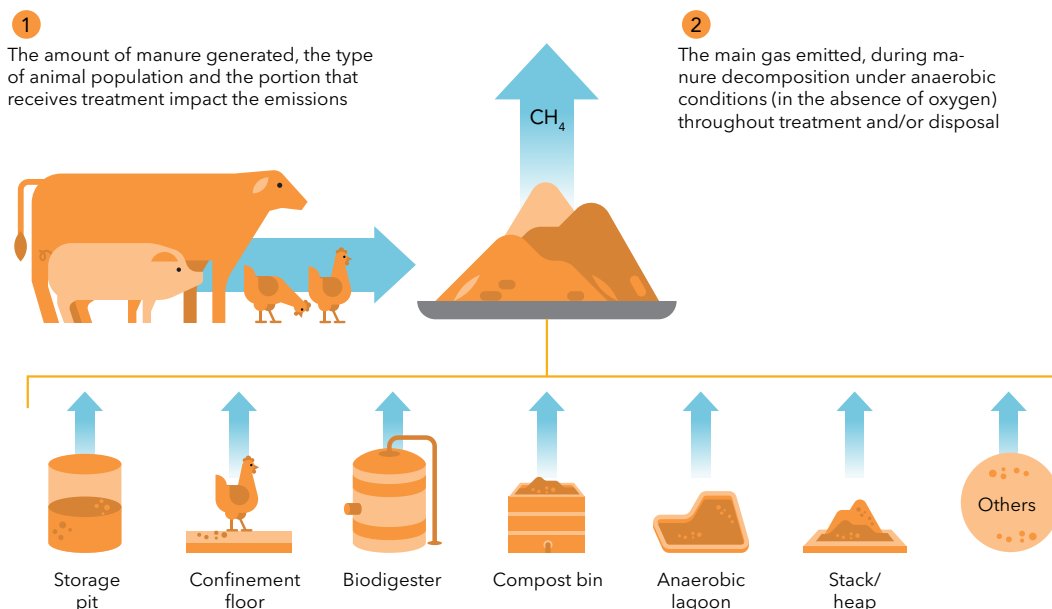 1
The amount of manure generated, the type
of animal population and the portion that
receives treatment impact the emissions
2
The main gas emitted, during ma-
nure decomposition under anaerobic
conditions (in the absence of oxygen)
throughout treatment and/or disposal
CH₄
Others
Storage
pit
Confinement
floor
Biodigester
Compost bin
Anaerobic
lagoon
Stack/
heap